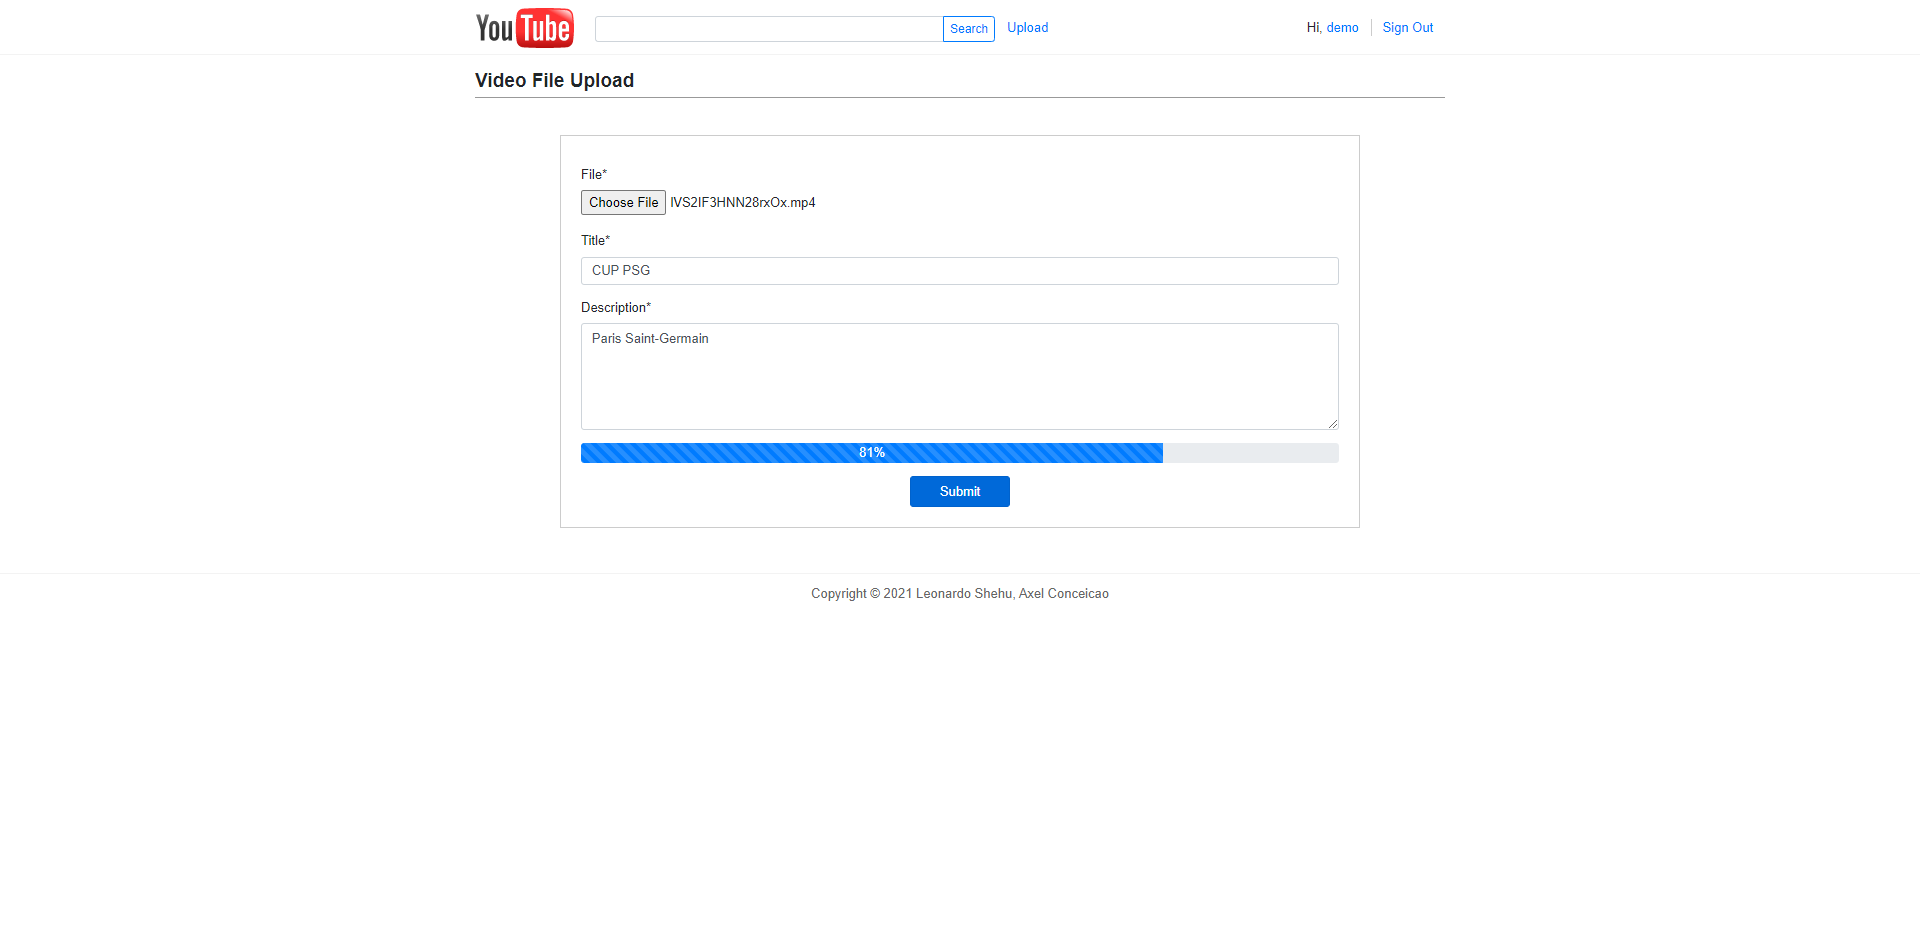 YouTube
Search
Upload
Hi, demo
Sign Out
Video File Upload
File*
Choose File
IVS2IF3HNN28rxOx.mp4
Title*
CUP PSG
Description*
Paris Saint-Germain
81%
Submit
Copyright © 2021 Leonardo Shehu, Axel Conceicao